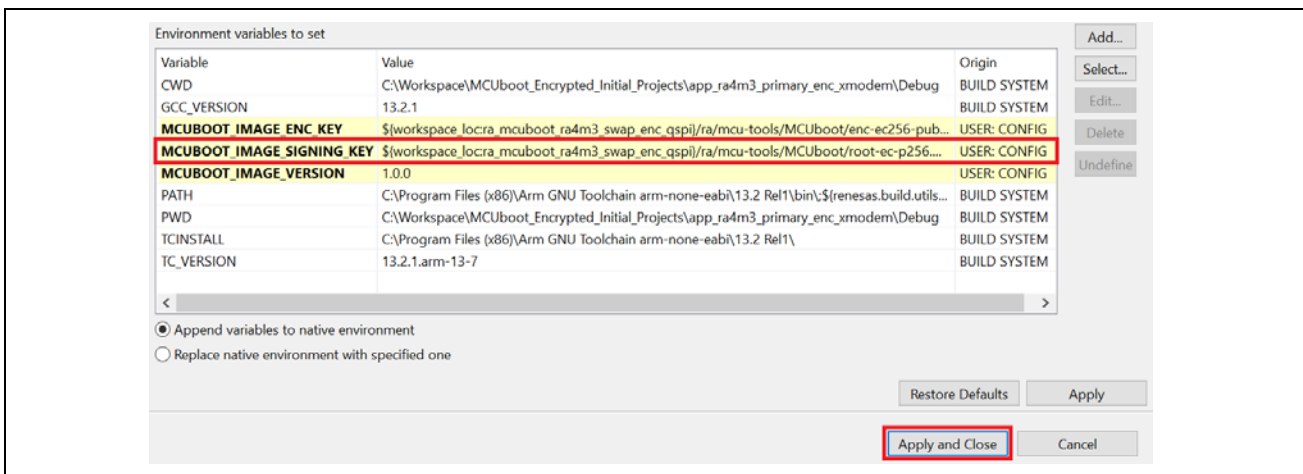 Environment variables to set
Add...
Variable Value Origin
Select...
CWD C:\Workspace\MCUboot_Encrypted_Initial_Projects\app_ra4m3_primary_enc_xmodem\Debug BUILD SYSTEM
Edit...
GCC_VERSION 13.2.1 BUILD SYSTEM
MCUBOOT_IMAGE_ENC_KEY ${workspace_loc:ra_mcuboot_ra4m3_swap_enc_qspi}/ra/mcu-tools/MCUboot/enc-ec256-pub... USER: CONFIG
Delete
MCUBOOT_IMAGE_SIGNING_KEY ${workspace_loc:ra_mcuboot_ra4m3_swap_enc_qspi}/ra/mcu-tools/MCUboot/root-ec-p256.... USER: CONFIG
Undefine
MCUBOOT_IMAGE_VERSION 1.0.0 USER: CONFIG
PATH C:\Program Files (x86)\Arm GNU Toolchain arm-none-eabi\13.2 Rel1\bin\;${renesas.build.utils... BUILD SYSTEM
PWD C:\Workspace\MCUboot_Encrypted_Initial_Projects\app_ra4m3_primary_enc_xmodem\Debug BUILD SYSTEM
TCINSTALL C:\Program Files (x86)\Arm GNU Toolchain arm-none-eabi\13.2 Rel1\ BUILD SYSTEM
TC_VERSION 13.2.1.arm-13-7 BUILD SYSTEM
Append variables to native environment
Replace native environment with specified one
Restore Defaults Apply
Apply and Close Cancel